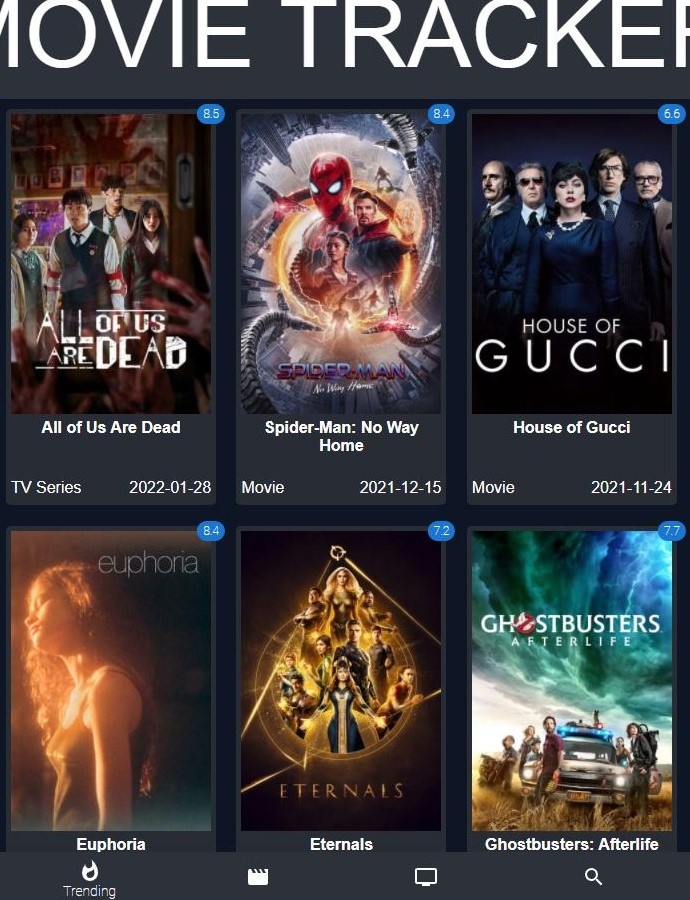 MOVIE TRACKER
8.5
8.4
6.6
ALL OF US
ARE DEAD
SPIDER-MAN
No Way Home
HOUSE OF
GUCCI
All of Us Are Dead
Spider-Man: No Way
Home
House of Gucci
TV Series 2022-01-28
Movie 2021-12-15
Movie 2021-11-24
8.4
7.2
7.7
euphoria
ETERNALS
GHOSTBUSTERS
AFTERLIFE
Euphoria
Eternals
Ghostbusters: Afterlife
Trending